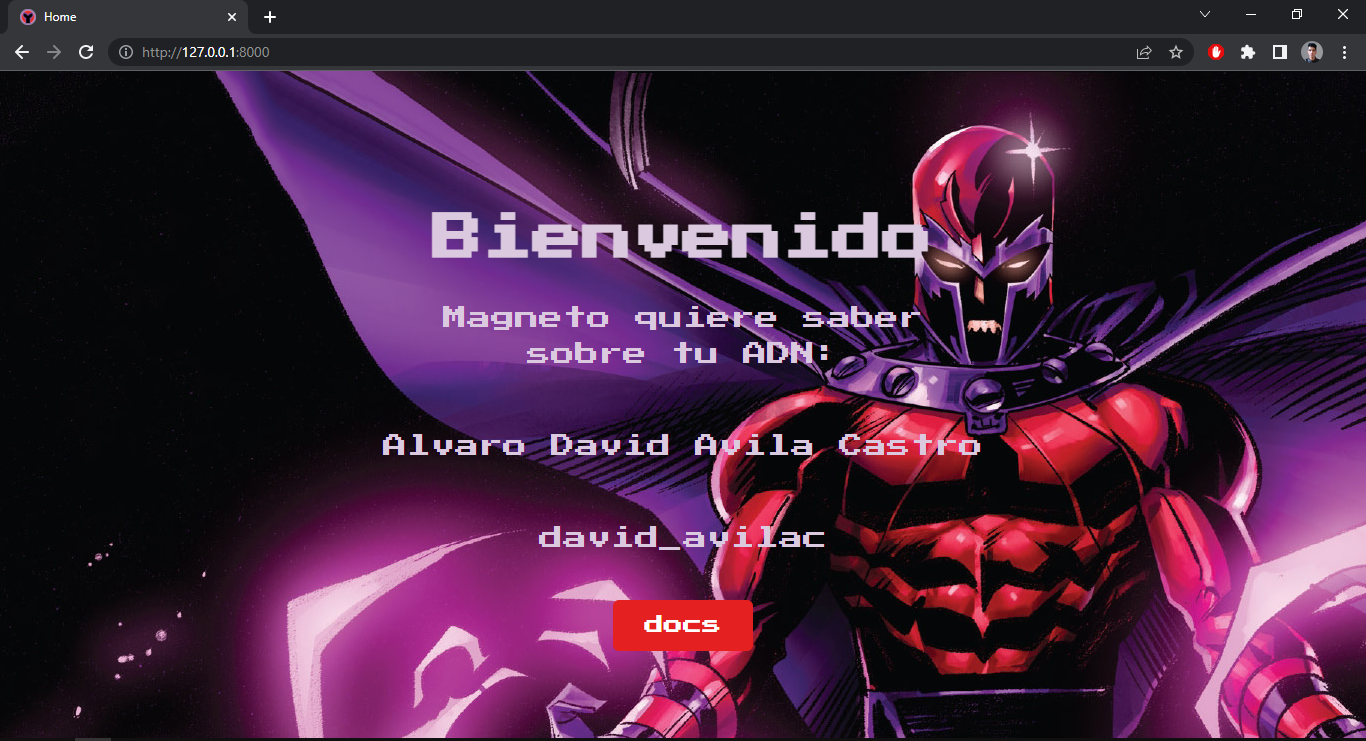 Home
http://127.0.0.1:8000
Bienvenido
Magneto quiere saber
sobre tu ADN:
Alvaro David Avila Castro
david_avilac
docs